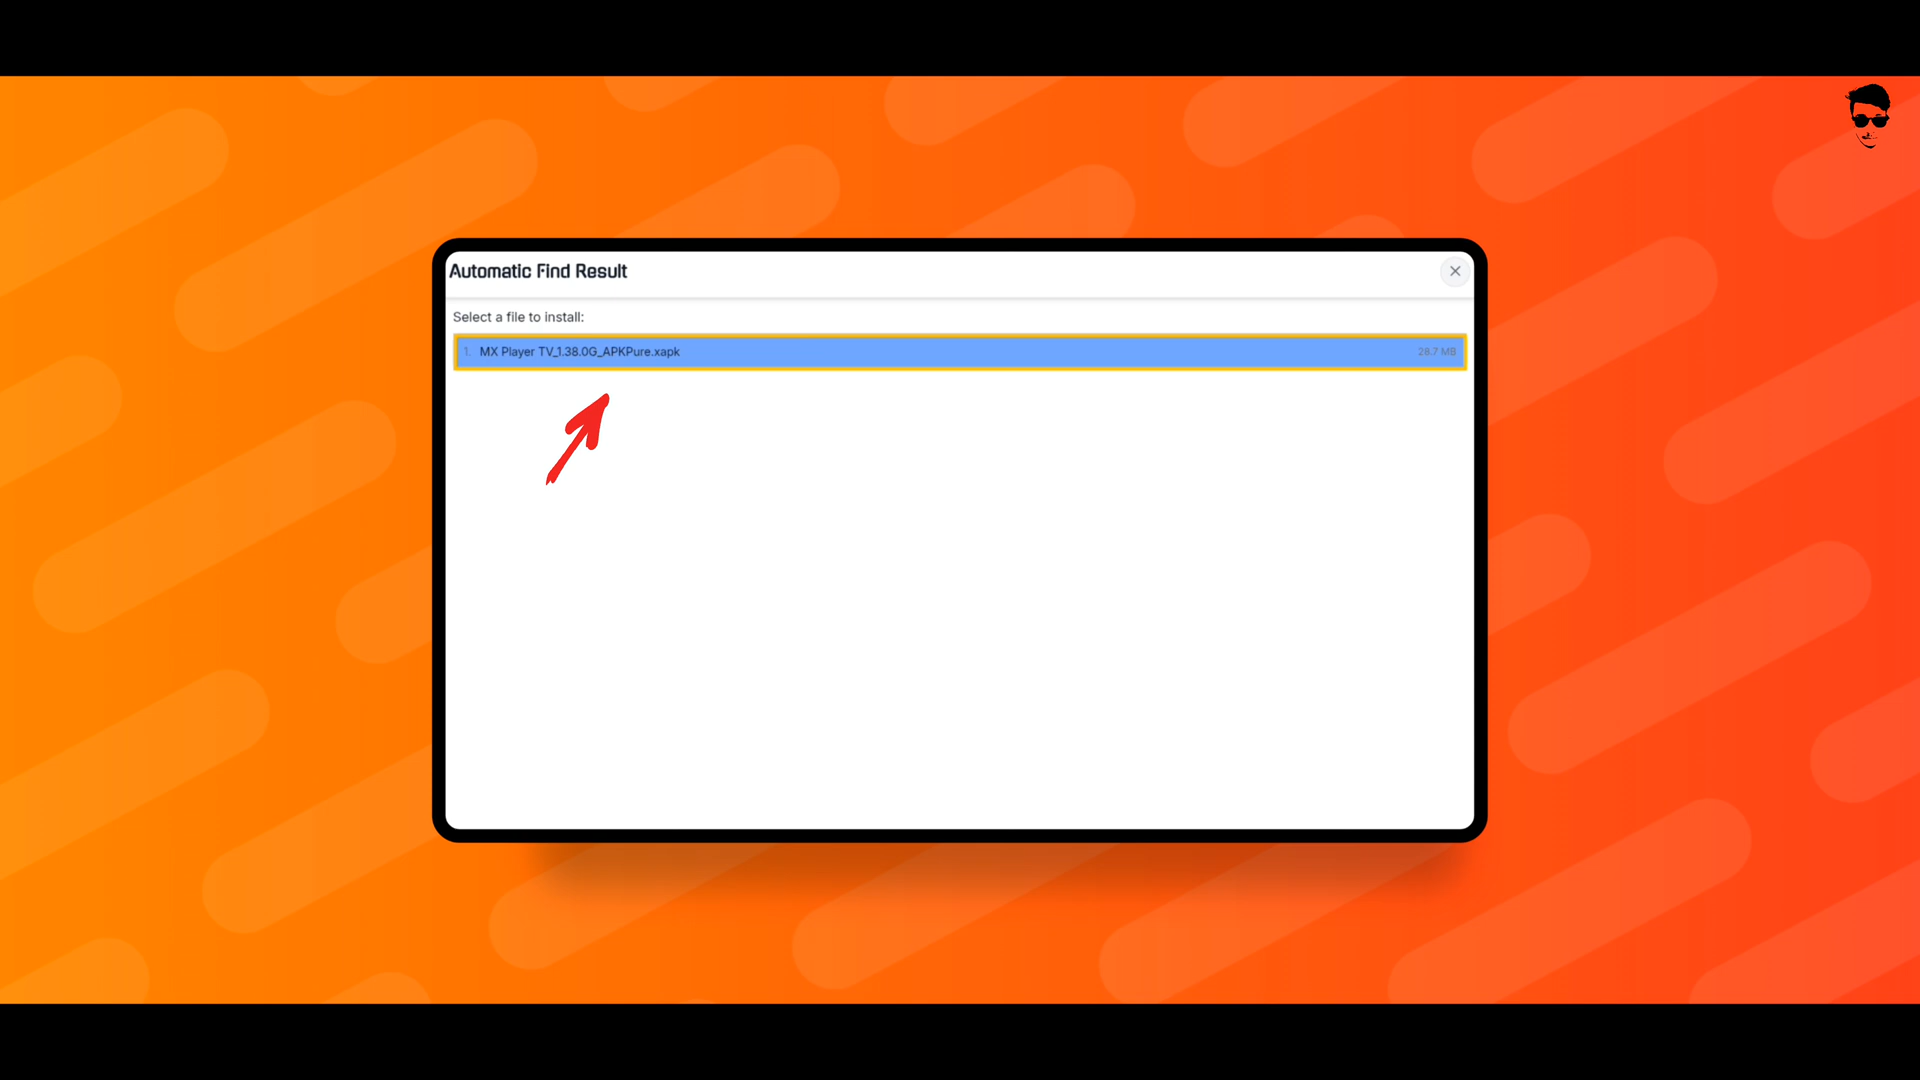 Automatic Find Result
Select a file to install:
1. MX Player TV_1.38.0G_APKPure.xapk 28.7 MB